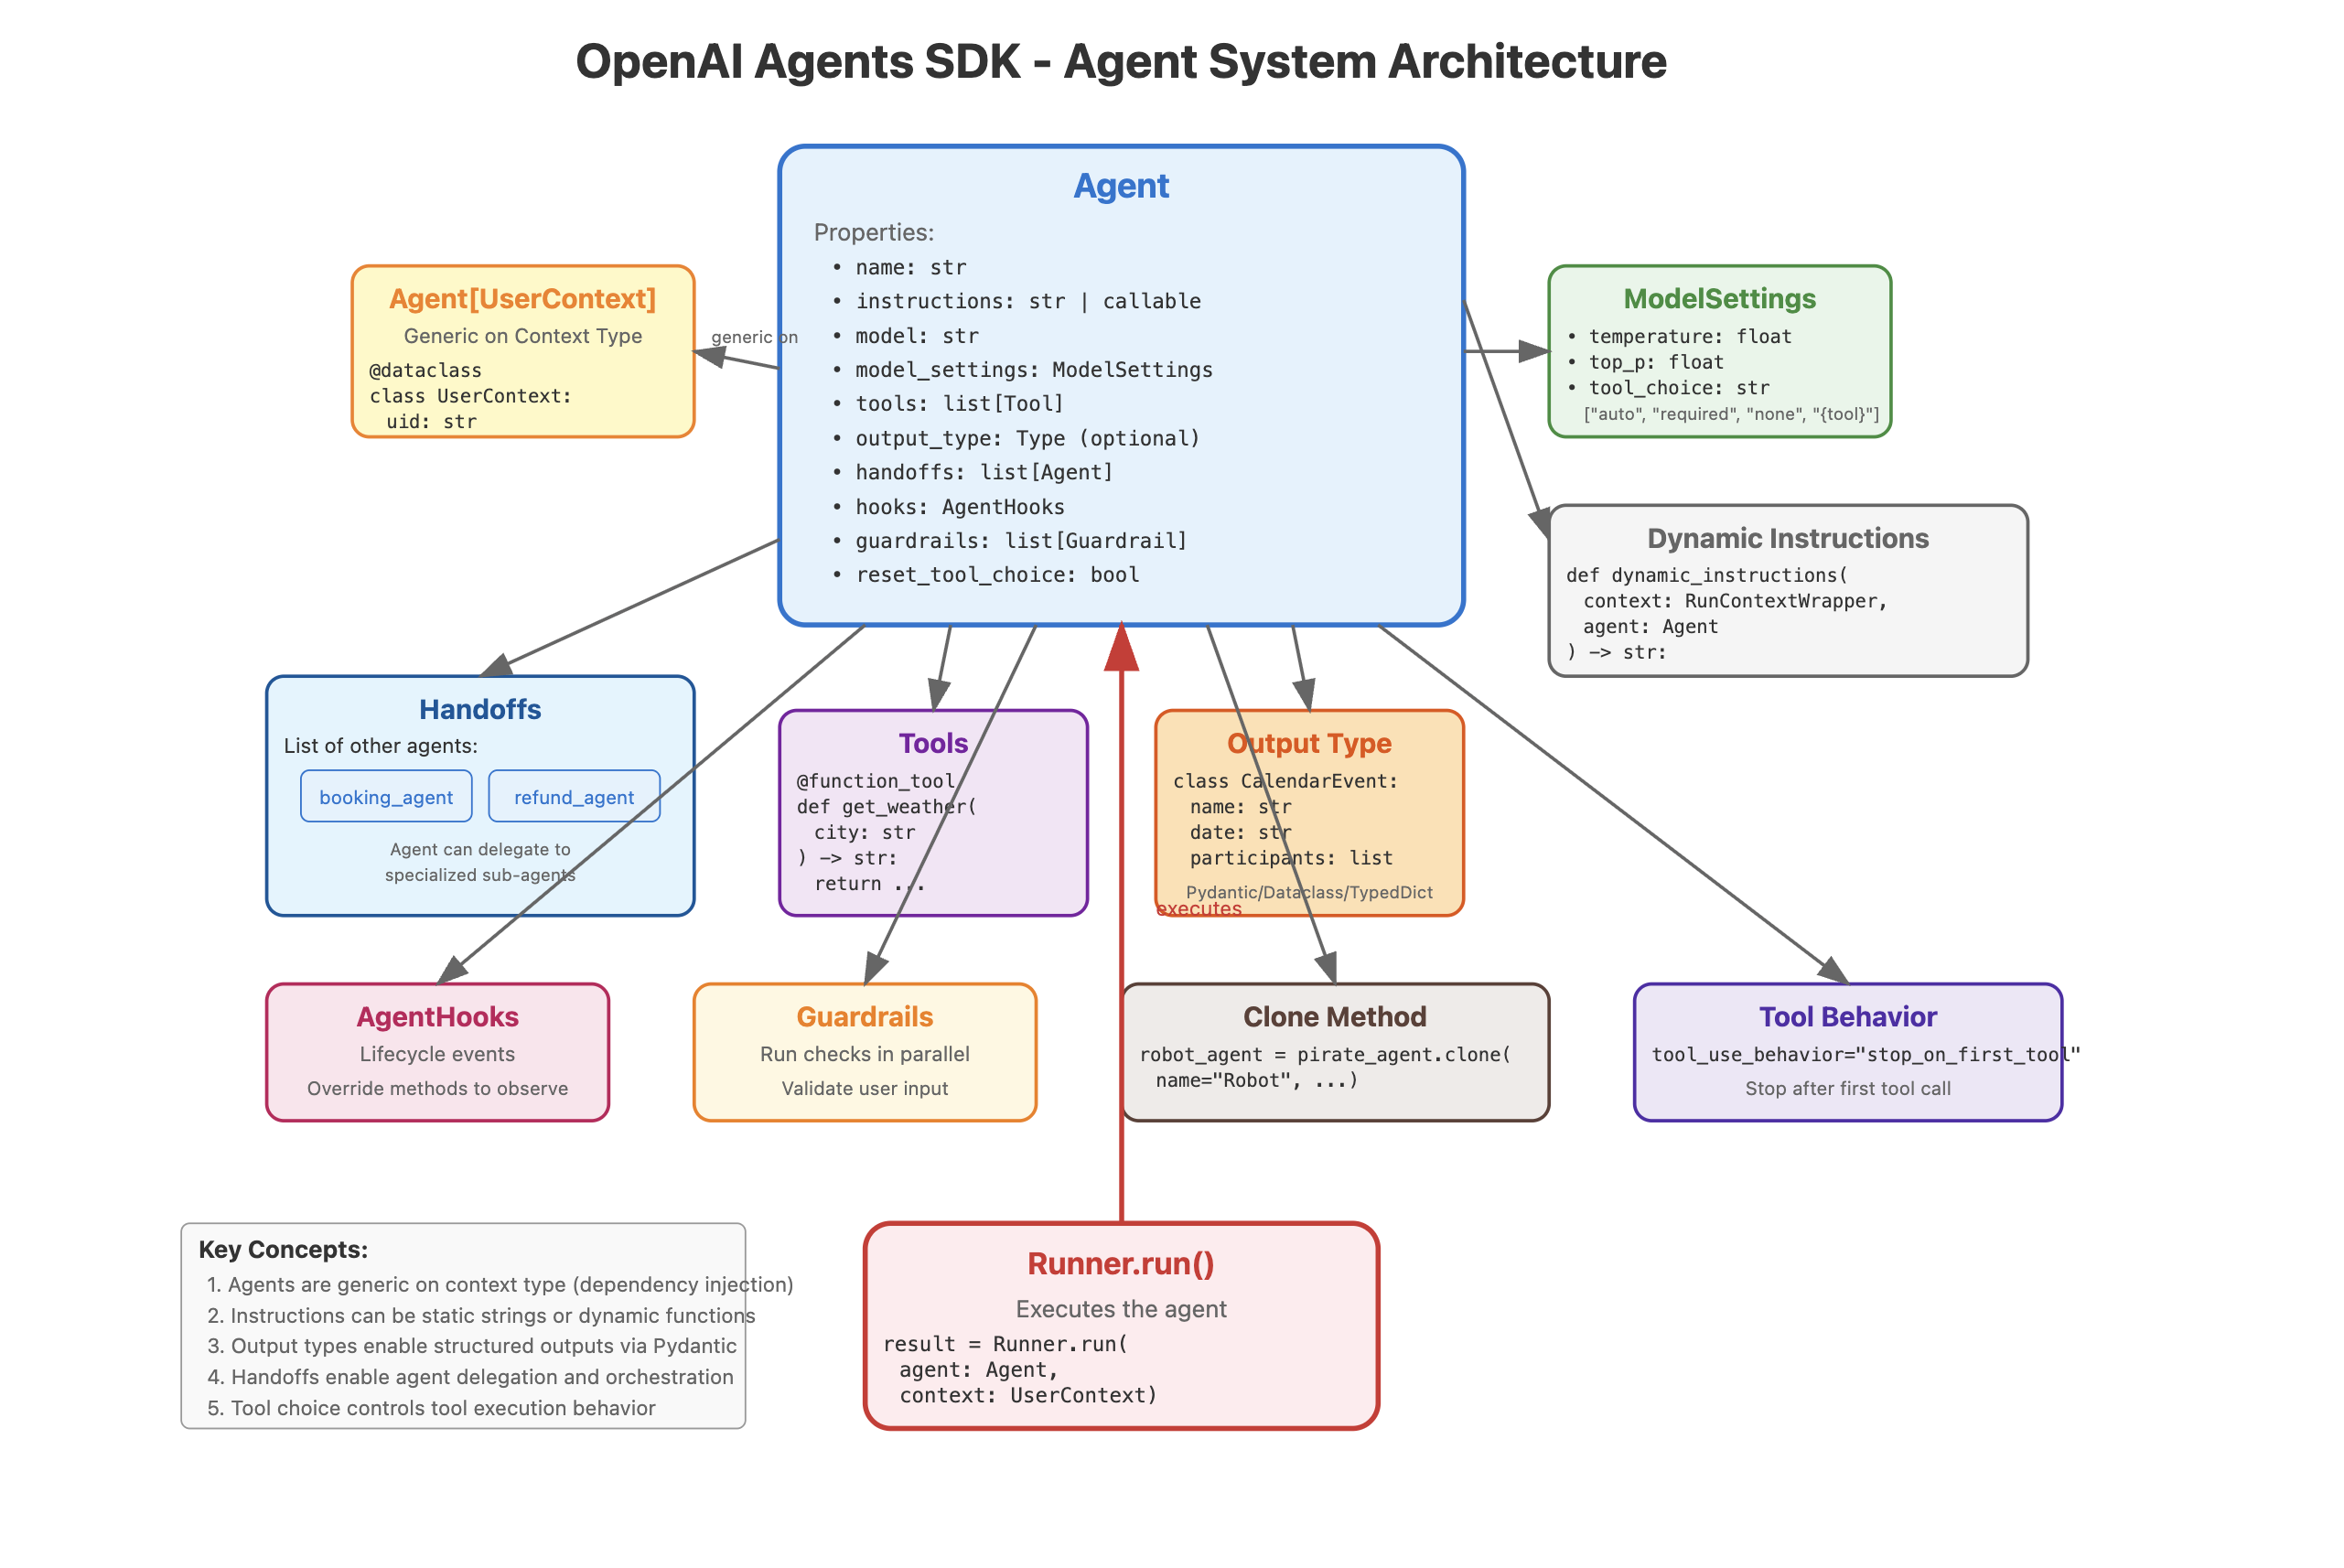 OpenAI Agents SDK - Agent System Architecture
Agent
Properties:
• name: str
• instructions: str | callable
• model: str
• model_settings: ModelSettings
• tools: list[Tool]
• output_type: Type (optional)
• handoffs: list[Agent]
• hooks: AgentHooks
• guardrails: list[Guardrail]
• reset_tool_choice: bool
Agent[UserContext]
Generic on Context Type
@dataclass
class UserContext:
uid: str
generic on
ModelSettings
• temperature: float
• top_p: float
• tool_choice: str
["auto", "required", "none", "{tool}"]
Dynamic Instructions
def dynamic_instructions(
context: RunContextWrapper,
agent: Agent
) -> str:
Handoffs
List of other agents:
booking_agent
refund_agent
Agent can delegate to
specialized sub-agents
Tools
@function_tool
def get_weather(
city: str
) -> str:
return ...
Output Type
class CalendarEvent:
name: str
date: str
participants: list
Pydantic/Dataclass/TypedDict
executes
AgentHooks
Lifecycle events
Override methods to observe
Guardrails
Run checks in parallel
Validate user input
Clone Method
robot_agent = pirate_agent.clone(
name="Robot", ...)
Tool Behavior
tool_use_behavior="stop_on_first_tool"
Stop after first tool call
Key Concepts:
1. Agents are generic on context type (dependency injection)
2. Instructions can be static strings or dynamic functions
3. Output types enable structured outputs via Pydantic
4. Handoffs enable agent delegation and orchestration
5. Tool choice controls tool execution behavior
Runner.run()
Executes the agent
result = Runner.run(
agent: Agent,
context: UserContext)